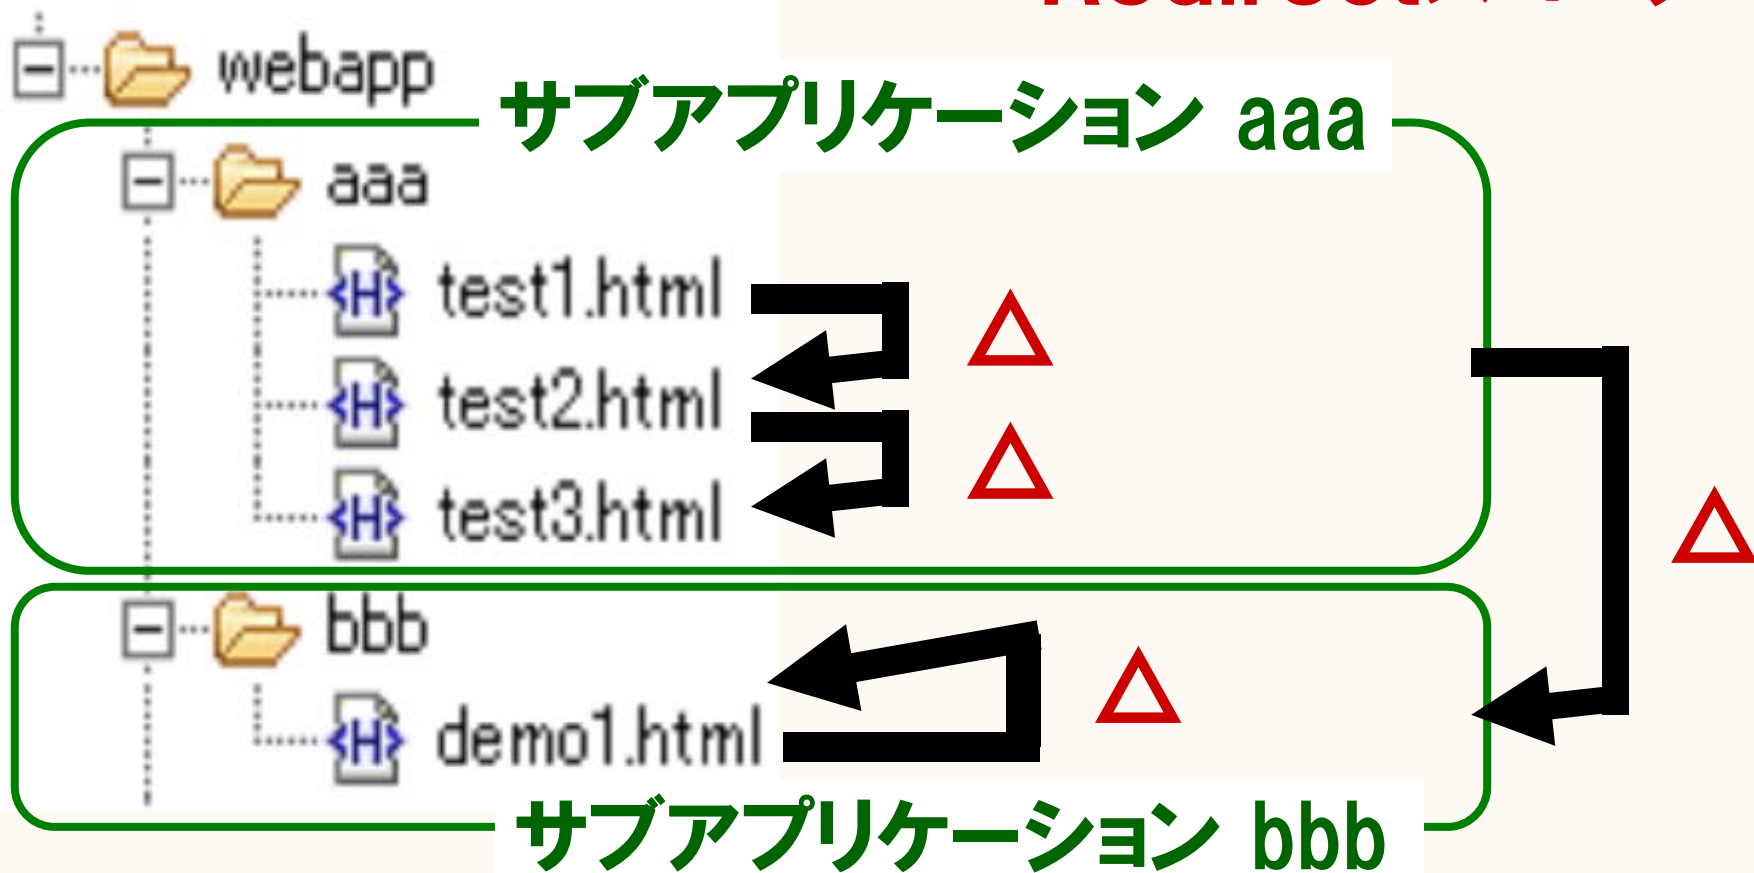 Redirect
webapp
サブアプリケーション aaa
aaa
test1.html
△
test2.html
△
test3.html
△
bbb
△
demo1.html
サブアプリケーション bbb